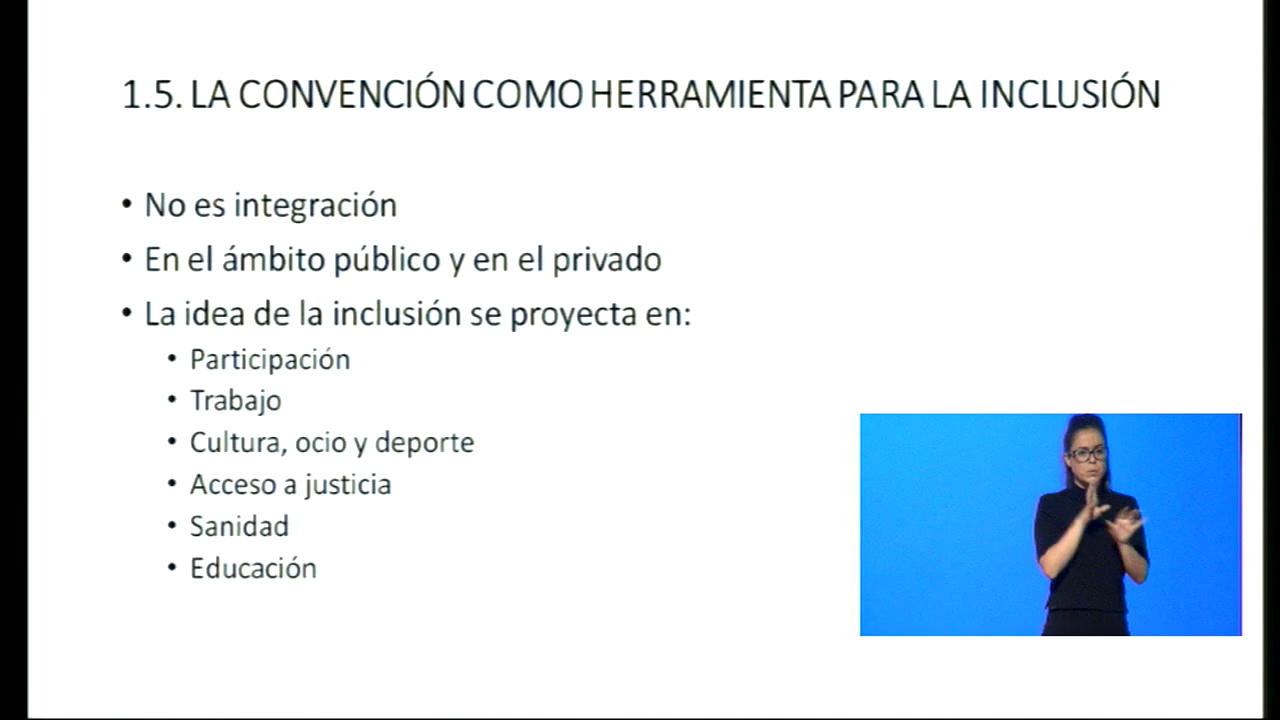 1.5. LA CONVENCIÓN COMO HERRAMIENTA PARA LA INCLUSIÓN
• No es integración
• En el ámbito público y en el privado
• La idea de la inclusión se proyecta en:
• Participación
• Trabajo
• Cultura, ocio y deporte
• Acceso a justicia
• Sanidad
• Educación